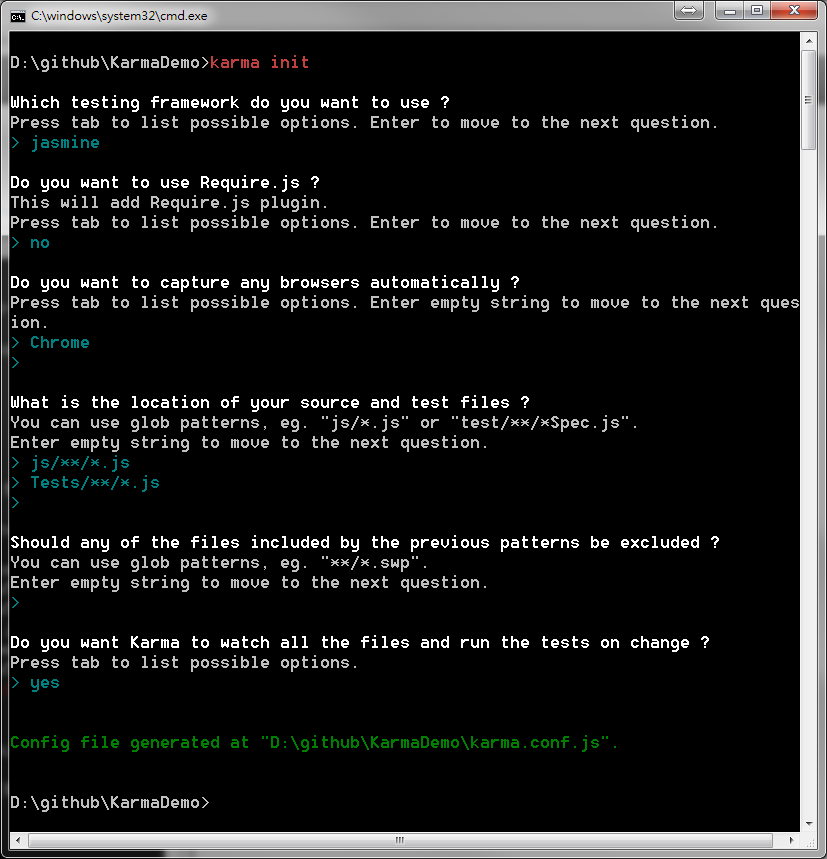 C:\windows\system32\cmd.exe
D:\github\KarmaDemo>karma init
Which testing framework do you want to use ?
Press tab to list possible options. Enter to move to the next question.
> jasmine
Do you want to use Require.js ?
This will add Require.js plugin.
Press tab to list possible options. Enter to move to the next question.
> no
Do you want to capture any browsers automatically ?
Press tab to list possible options. Enter empty string to move to the next ques
ion.
> Chrome
>
What is the location of your source and test files ?
You can use glob patterns, eg. "js/*.js" or "test/**/*Spec.js".
Enter empty string to move to the next question.
> js/**/*.js
> Tests/**/*.js
>
Should any of the files included by the previous patterns be excluded ?
You can use glob patterns, eg. "**/*.swp".
Enter empty string to move to the next question.
>
Do you want Karma to watch all the files and run the tests on change ?
Press tab to list possible options.
> yes
Config file generated at "D:\github\KarmaDemo\karma.conf.js".
D:\github\KarmaDemo>